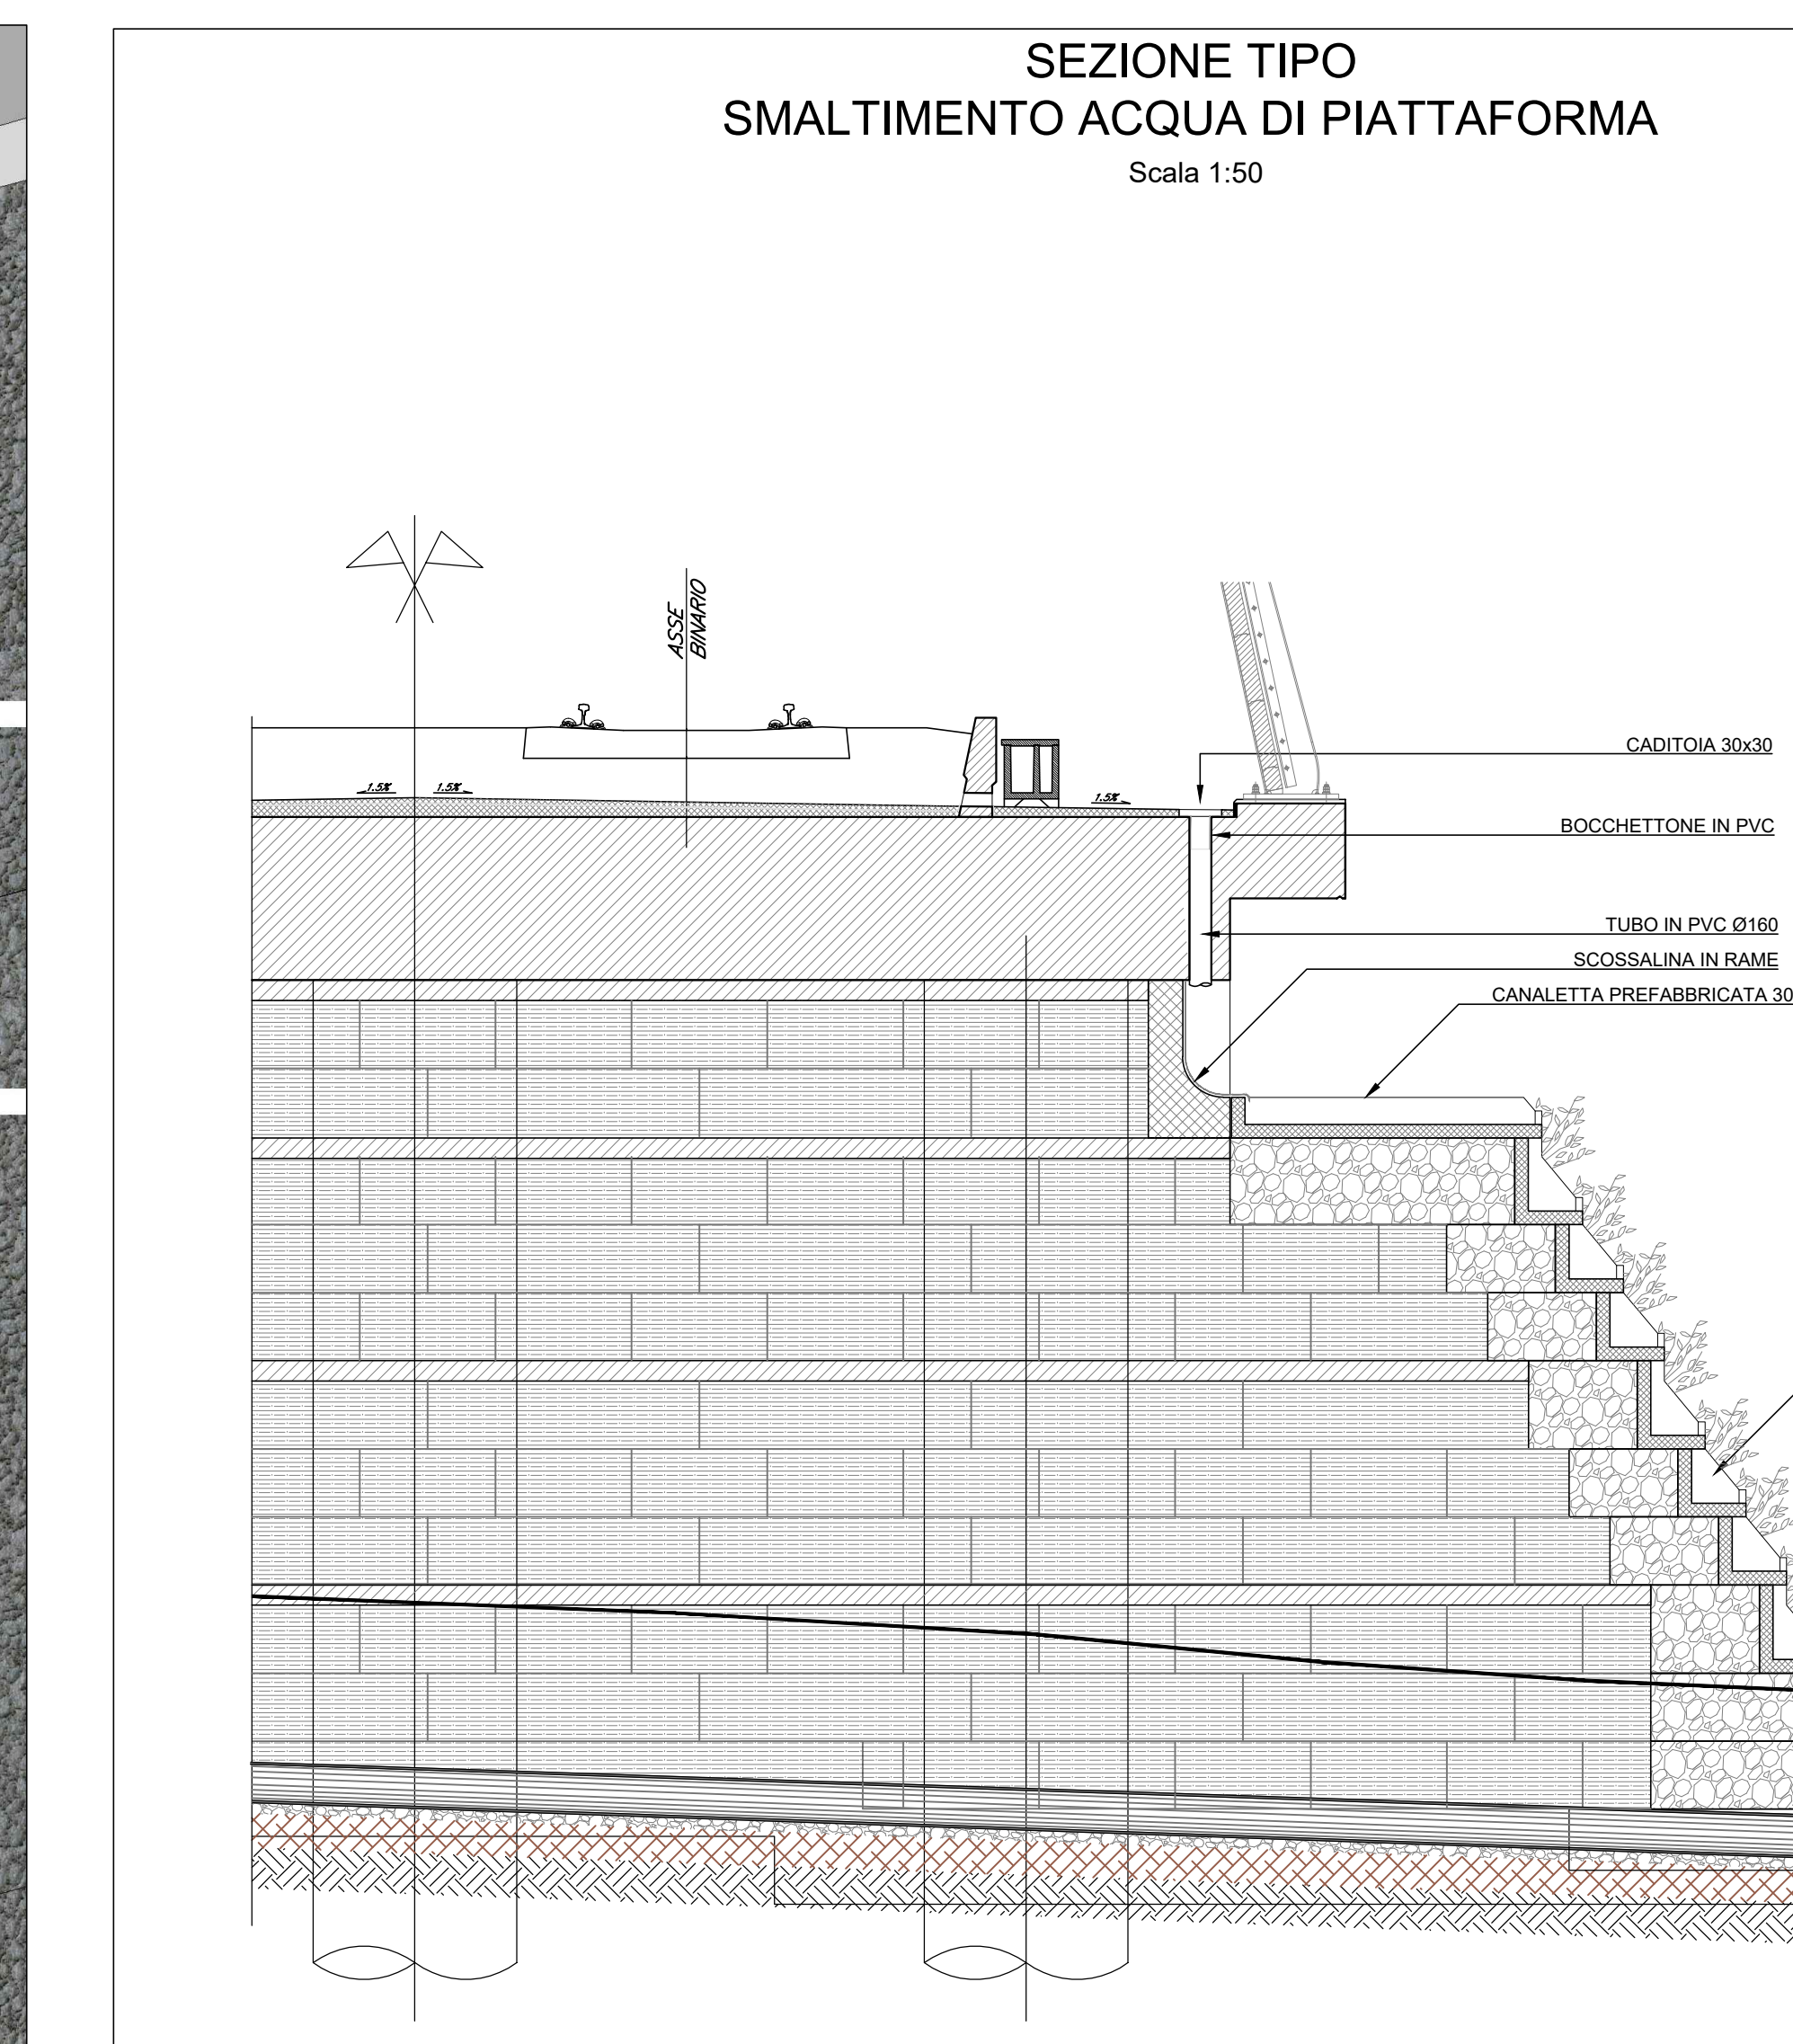 SEZIONE TIPO
SMALTIMENTO ACQUA DI PIATTAFORMA
Scala 1:50
ASSE
BINARIO
CADITOIA 30x30
1.5%
1.5%
1.5%
BOCCHETTONE IN PVC
TUBO IN PVC Ø160
SCOSSALINA IN RAME
CANALETTA PREFABBRICATA 30